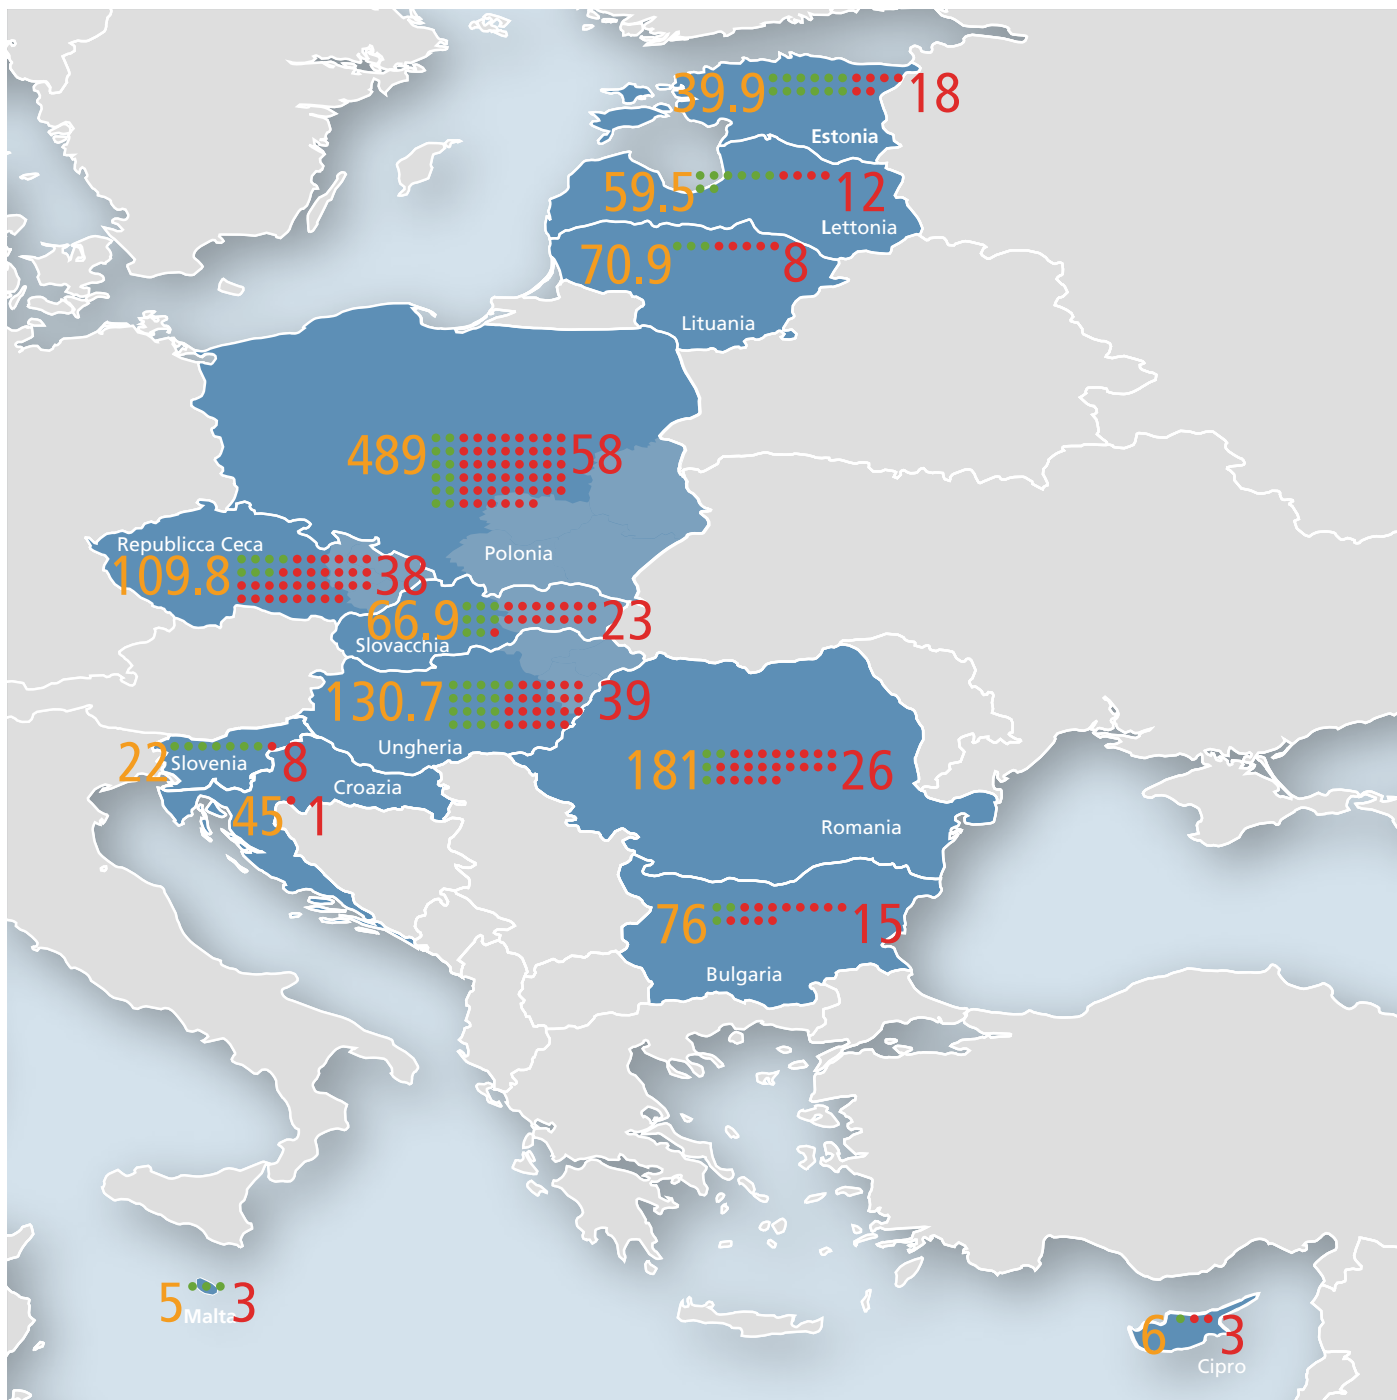 39.9 18
Estonia
59.5 12
Lettonia
70.9 8
Lituania
489 58
Polonia
Republicca Ceca
109.8 38
66.9 23
Slovacchia
130.7 39
Ungheria
22 Slovenia 8
Croazia
45 1
181 26
Romania
76 15
Bulgaria
5 3
Malta
6 3
Cipro